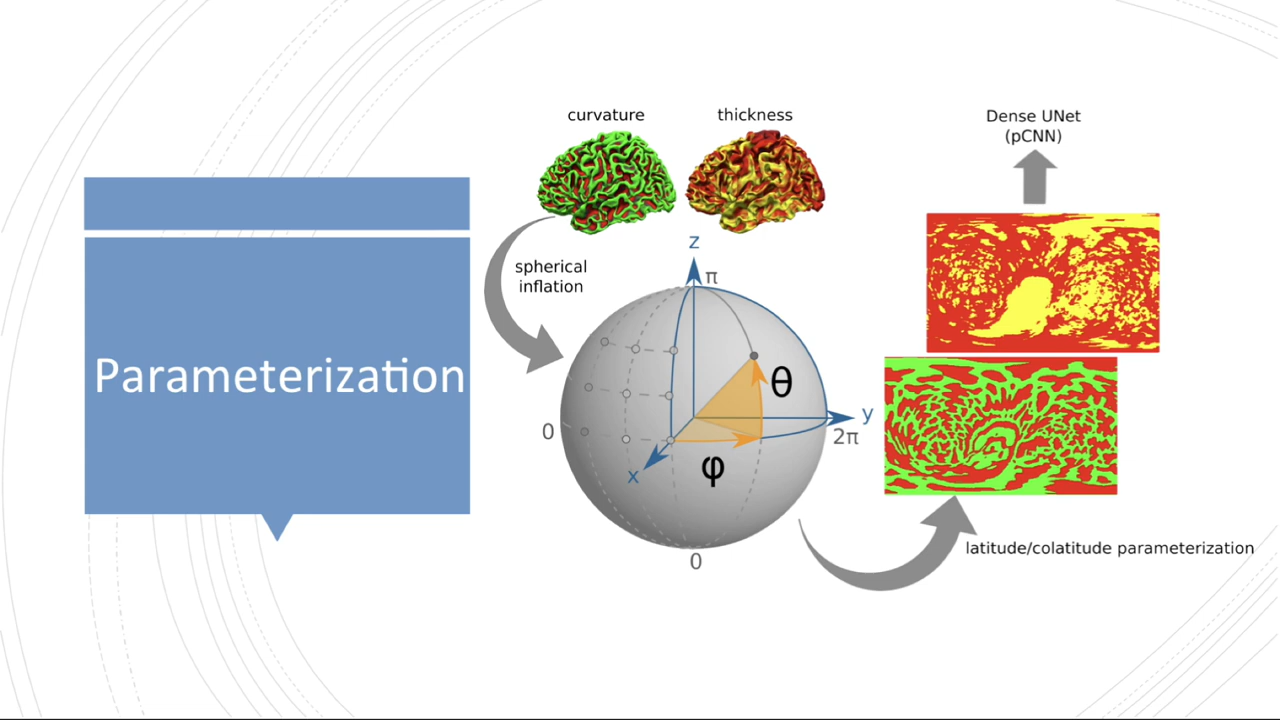 Parameterization
curvature
thickness
spherical
inflation
z
π
θ
y
2π
0
φ
x
0
Dense UNet
(pCNN)
latitude/colatitude parameterization